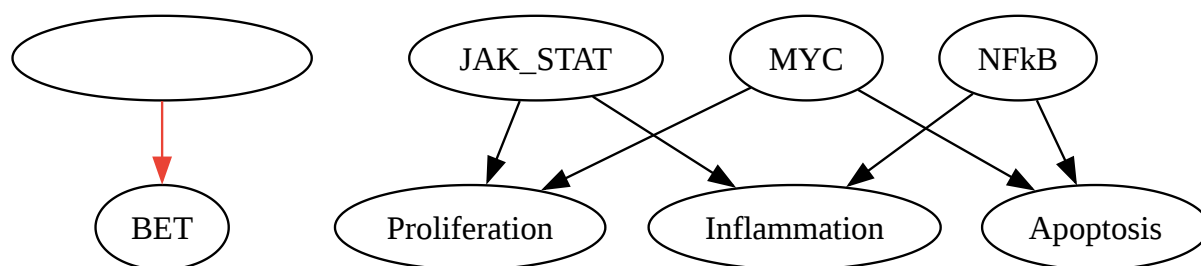 JAK_STAT
MYC
NFkB
BET
Proliferation
Inflammation
Apoptosis